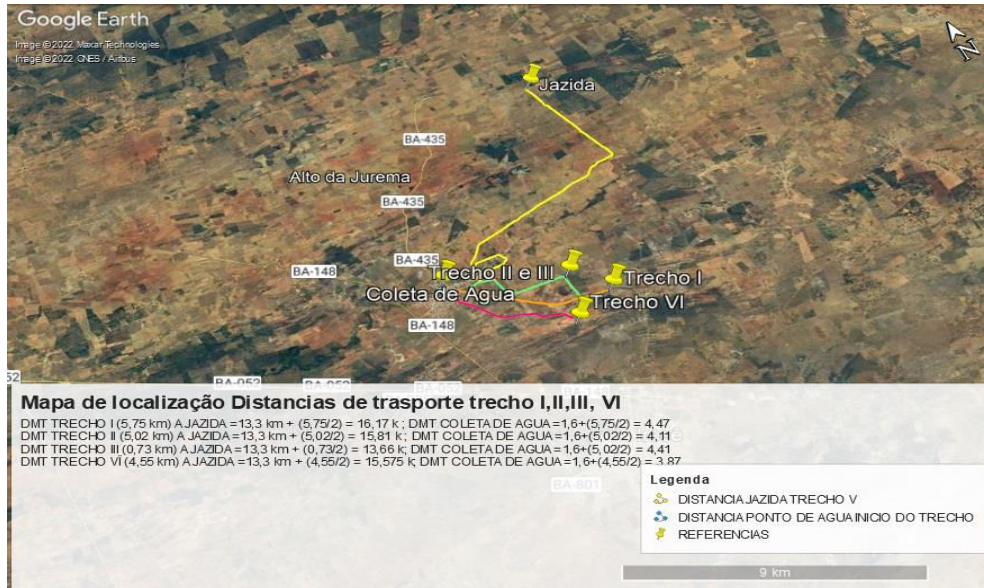 Google Earth
Image © 2022 Maxar Technologies
Image © 2022 CNES / Airbus
N
Jazida
BA-435
Alto da Jurema
BA-435
BA-435
BA-148
Trecho II e III
Trecho I
Coleta de Agua
Trecho VI
BA-148
52
BA-052
BA-052
BA-052
BA-148
Mapa de localização Distancias de trasporte trecho I,II,III, VI
DMT TRECHO I (5,75 km) A JAZIDA =13,3 km + (5,75/2) = 16,17 k ; DMT COLETA DE AGUA =1,6+(5,75/2) = 4,47
DMT TRECHO II (5,02 km) A JAZIDA =13,3 km + (5,02/2) = 15,81 k ; DMT COLETA DE AGUA =1,6+(5,02/2) = 4,11
DMT TRECHO III (0,73 km) A JAZIDA =13,3 km + (0,73/2) = 13,66 k; DMT COLETA DE AGUA =1,6+(5,02/2) = 4,41
DMT TRECHO VI (4,55 km) A JAZIDA =13,3 km + (4,55/2) = 15,575 k; DMT COLETA DE AGUA =1,6+(4,55/2) = 3,87
BA-801
Legenda
DISTANCIA JAZIDA TRECHO V
DISTANCIA PONTO DE AGUA INICIO DO TRECHO
REFERENCIAS
9 km